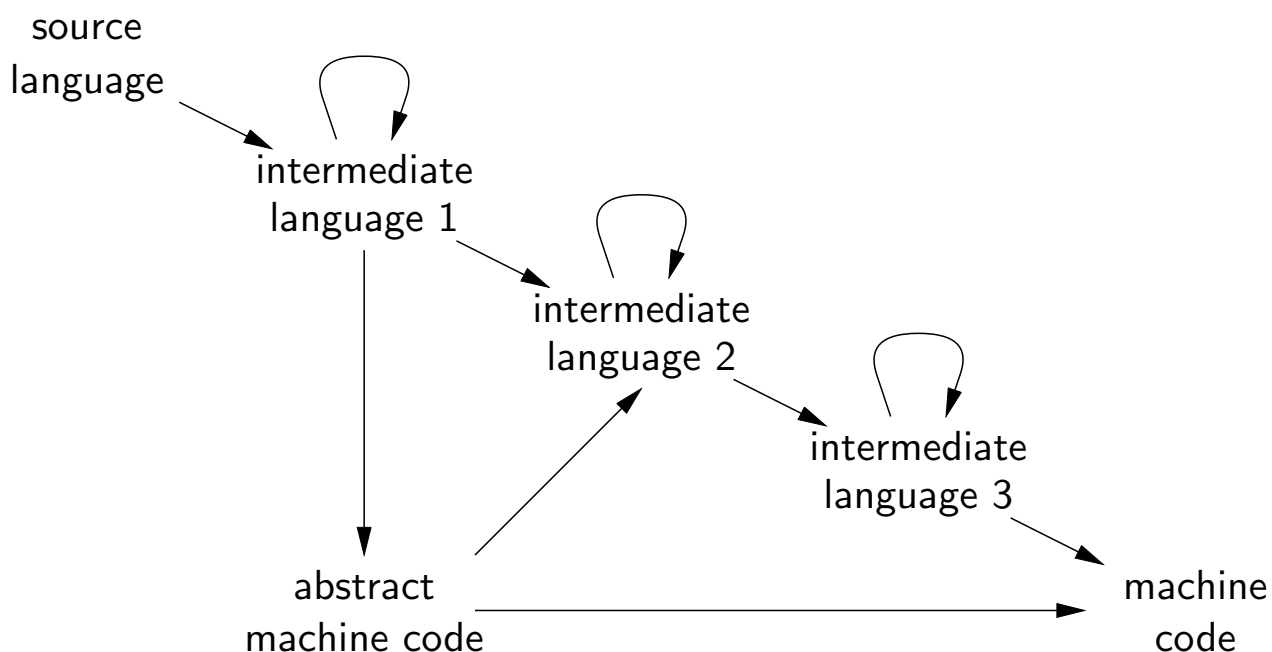 source
language
intermediate
language 1
intermediate
language 2
intermediate
language 3
abstract
machine code
machine
code